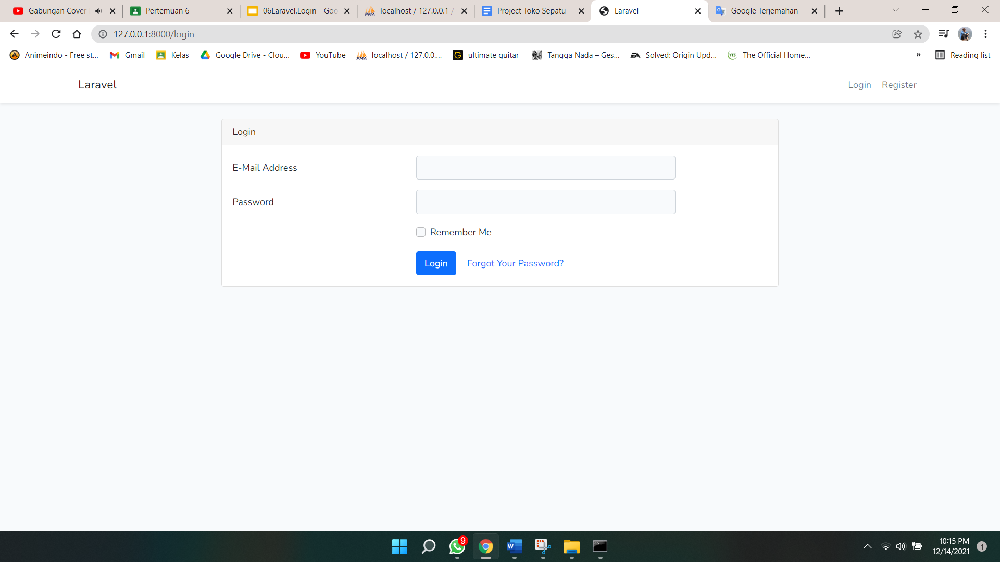 Gabungan Cover
Pertemuan 6
06Laravel.Login - Goo
localhost / 127.0.0.1 /
Project Toko Sepatu -
Laravel
Google Terjemahan
127.0.0.1:8000/login
Animeindo - Free st...
Gmail
Kelas
Google Drive - Clou...
YouTube
localhost / 127.0.0....
ultimate guitar
Tangga Nada – Ges...
Solved: Origin Upd...
The Official Home...
»
Reading list
Laravel
Login
Register
Login
E-Mail Address
Password
Remember Me
Login
Forgot Your Password?
9
10:15 PM
12/14/2021
1